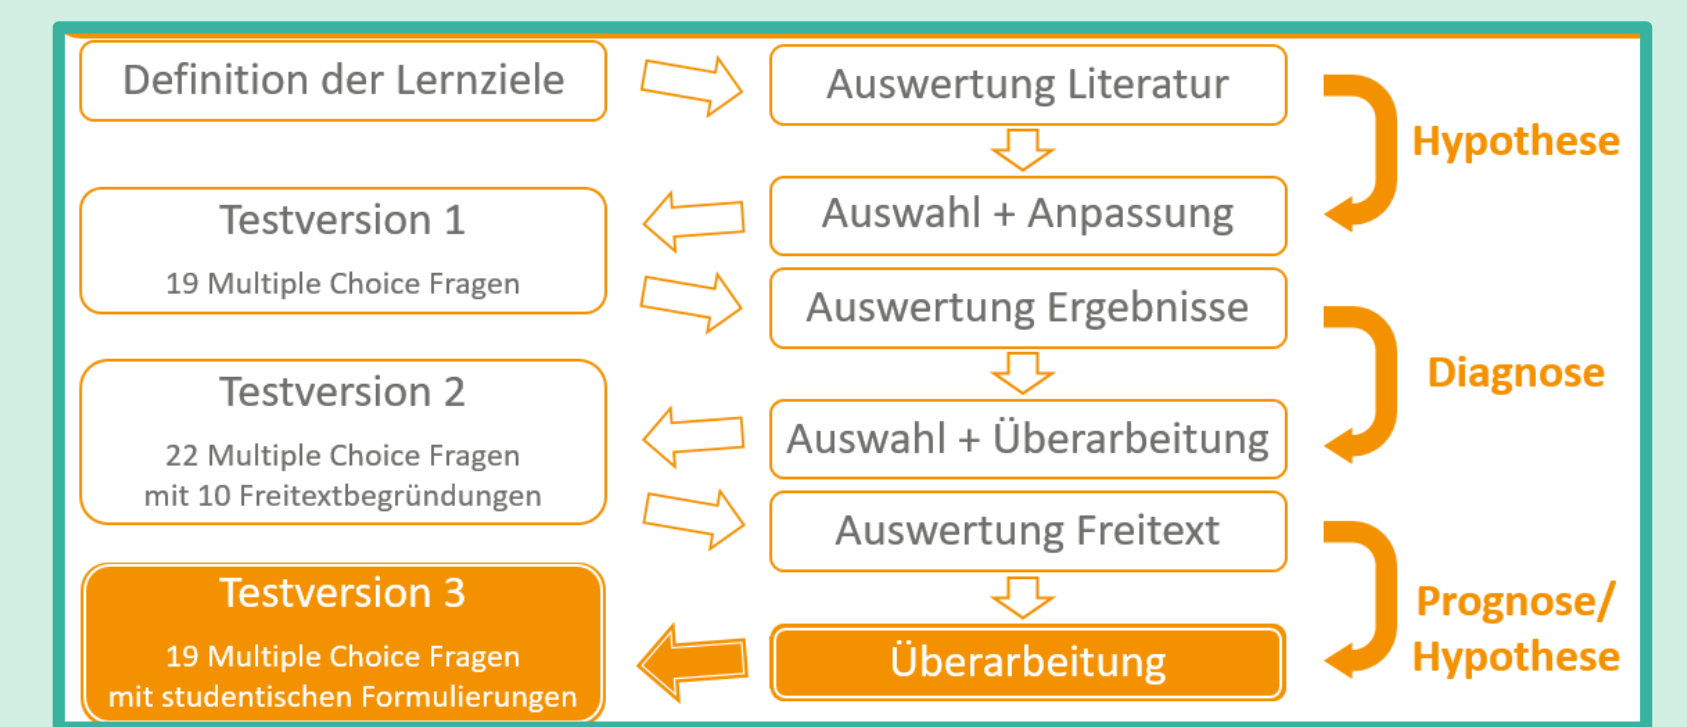 Definition der Lernziele
Auswertung Literatur
Hypothese
Auswahl + Anpassung
Testversion 1
19 Multiple Choice Fragen
Auswertung Ergebnisse
Diagnose
Auswahl + Überarbeitung
Testversion 2
22 Multiple Choice Fragen
mit 10 Freitextbegründungen
Auswertung Freitext
Prognose/
Hypothese
Überarbeitung
Testversion 3
19 Multiple Choice Fragen
mit studentischen Formulierungen